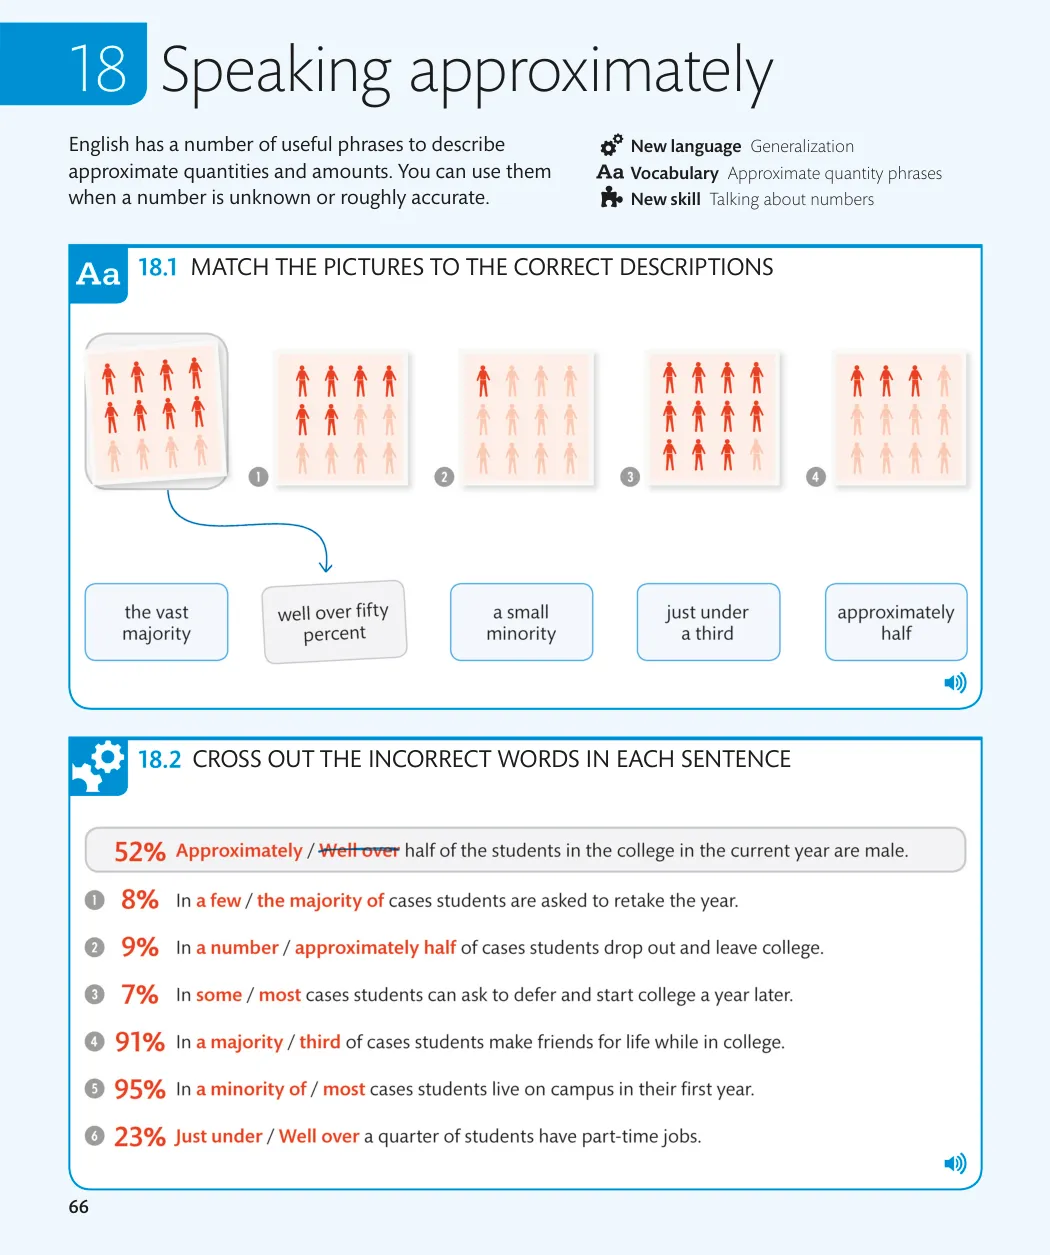 18 Speaking approximately
English has a number of useful phrases to describe
approximate quantities and amounts. You can use them
when a number is unknown or roughly accurate.
New language Generalization
Aa Vocabulary Approximate quantity phrases
New skill Talking about numbers
Aa 18.1 MATCH THE PICTURES TO THE CORRECT DESCRIPTIONS
1
2
3
4
the vast
majority
well over fifty
percent
a small
minority
just under
a third
approximately
half
18.2 CROSS OUT THE INCORRECT WORDS IN EACH SENTENCE
52% Approximately / Well over half of the students in the college in the current year are male.
1 8% In a few / the majority of cases students are asked to retake the year.
2 9% In a number / approximately half of cases students drop out and leave college.
3 7% In some / most cases students can ask to defer and start college a year later.
4 91% In a majority / third of cases students make friends for life while in college.
5 95% In a minority of / most cases students live on campus in their first year.
6 23% Just under / Well over a quarter of students have part-time jobs.
66